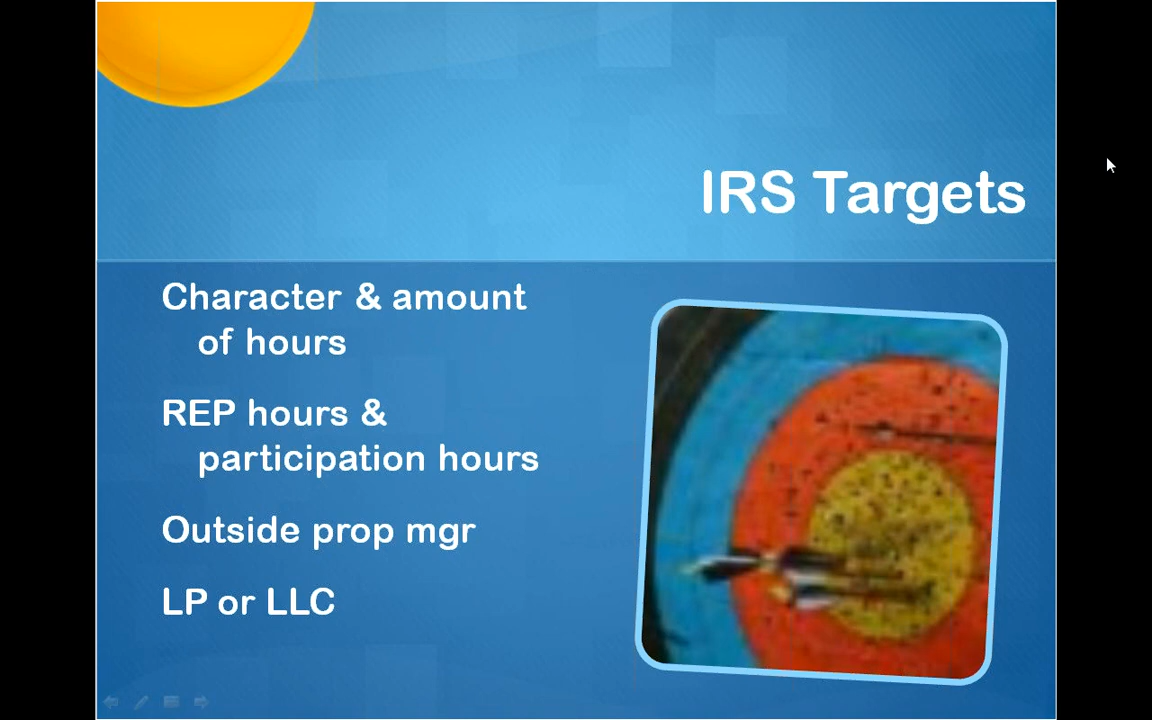 IRS Targets
Character & amount
of hours
REP hours &
participation hours
Outside prop mgr
LP or LLC